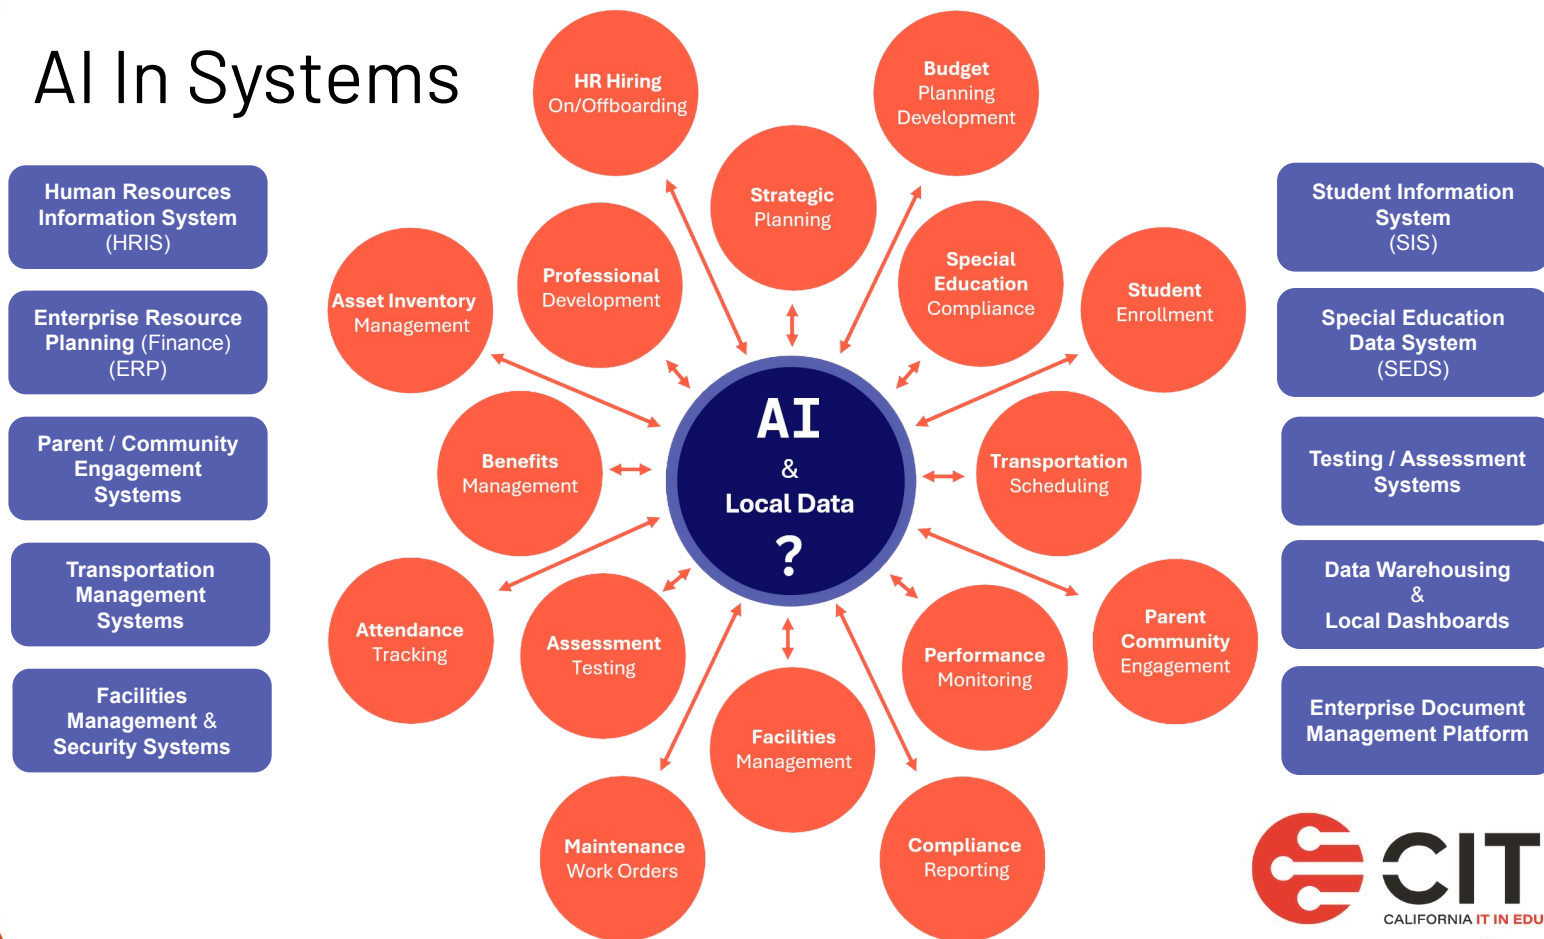 AI In Systems
Human Resources
Information System
(HRIS)
Enterprise Resource
Planning (Finance)
(ERP)
Parent / Community
Engagement
Systems
Transportation
Management
Systems
Facilities
Management &
Security Systems
HR Hiring
On/Offboarding
Budget
Planning
Development
Strategic
Planning
Professional
Development
Special
Education
Compliance
Asset Inventory
Management
Student
Enrollment
Benefits
Management
AI
&
Local Data
?
Transportation
Scheduling
Attendance
Tracking
Assessment
Testing
Performance
Monitoring
Parent
Community
Engagement
Facilities
Management
Maintenance
Work Orders
Compliance
Reporting
Student Information
System
(SIS)
Special Education
Data System
(SEDS)
Testing / Assessment
Systems
Data Warehousing
&
Local Dashboards
Enterprise Document
Management Platform
CIT
CALIFORNIA IT IN EDU